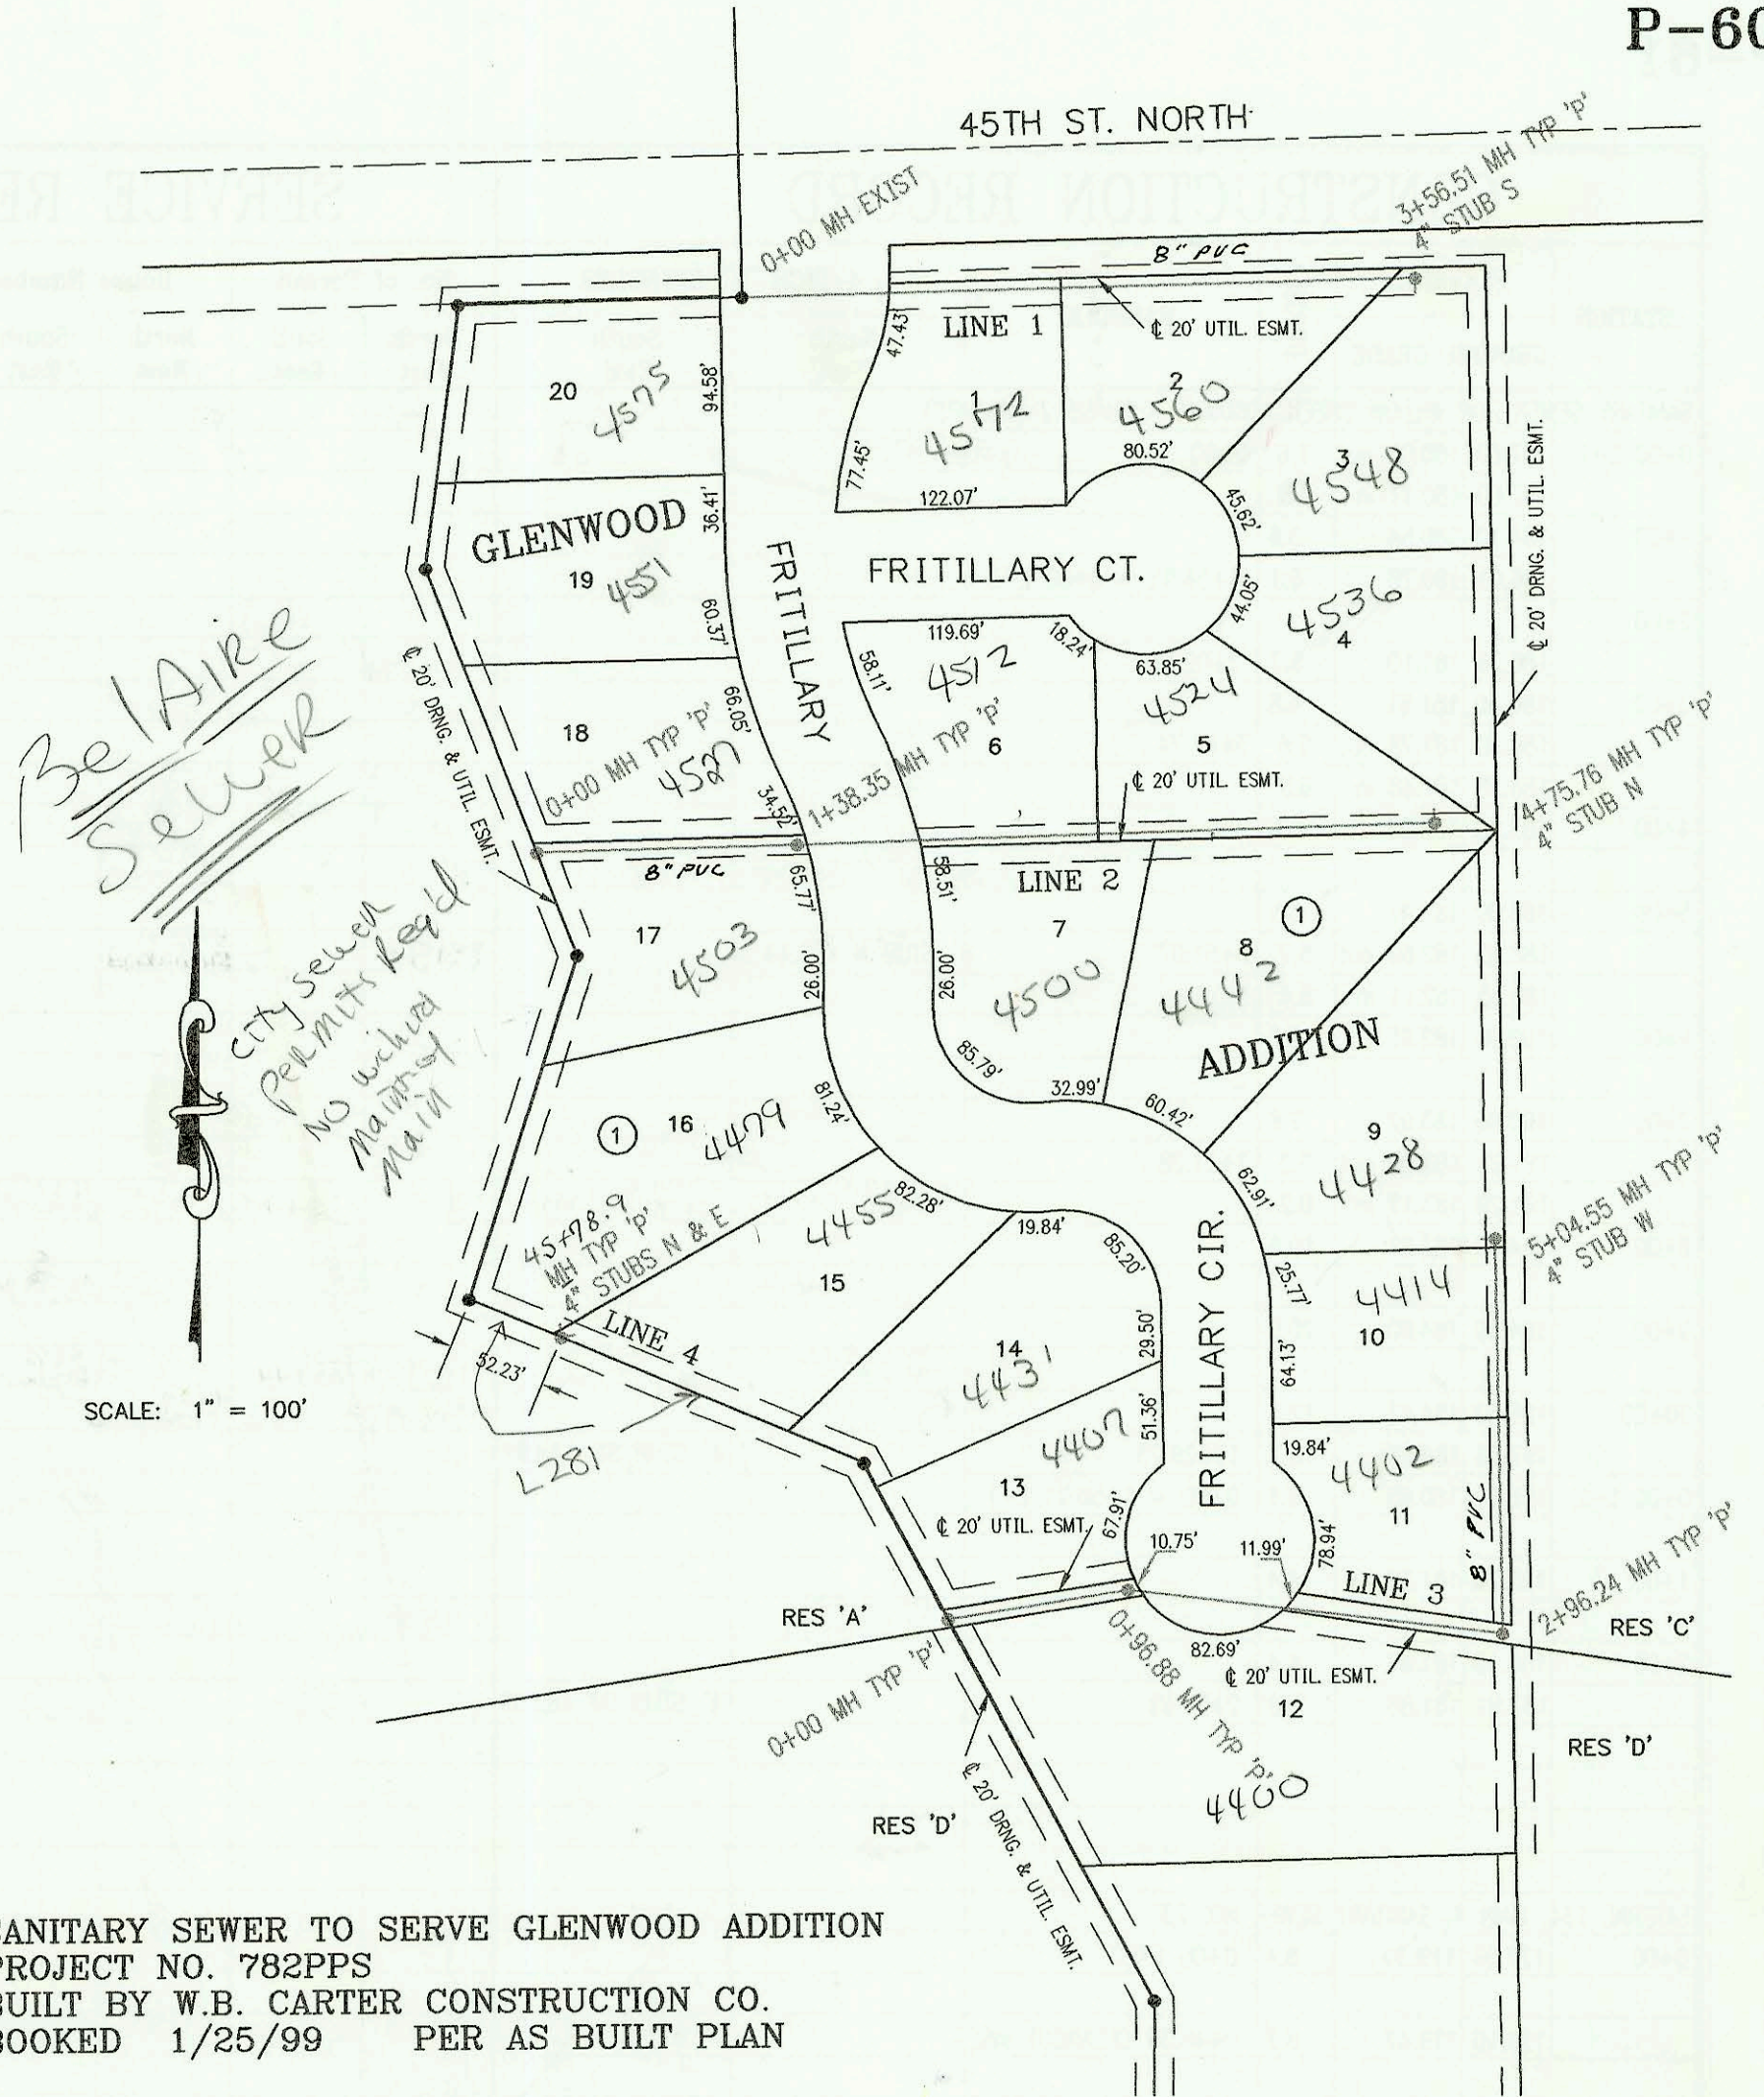 P-60
45TH ST. NORTH
0+00 MH EXIST
3+56.51 MH TYP 'P'
4" STUB S
8" PVC
LINE 1
℄ 20' UTIL. ESMT.
20
4575
94.58'
47.43'
77.45'
1
4572
122.07'
2
4560
80.52'
3
4548
45.62'
℄ 20' DRNG. & UTIL. ESMT.
GLENWOOD
36.41'
19
4551
60.37'
FRITILLARY
FRITILLARY CT.
44.05'
4536
4
Bel Aire
Sewer
℄ 20' DRNG. & UTIL. ESMT.
18
66.05'
0+00 MH TYP 'P'
4527
34.52'
119.69'
18.24'
58.11'
4512
6
1+38.35 MH TYP 'P'
63.85'
4524
5
℄ 20' UTIL. ESMT.
4+75.76 MH TYP 'P'
4" STUB N
8" PVC
LINE 2
17
4503
65.77'
26.00'
58.51'
26.00'
7
4500
1
8
4442
ADDITION
City Sewer
Permits Req'd
No
Main
85.79'
32.99'
60.42'
81.24'
1
16
4479
9
4428
62.91'
45+78.9
MH TYP 'P'
4" STUBS N & E
4455
82.28'
15
19.84'
85.20'
5+04.55 MH TYP 'P'
4" STUB W
LINE 4
52.23'
SCALE: 1" = 100'
L281
14
4431
29.50'
FRITILLARY CIR.
25.77'
4414
10
64.13'
51.36'
4407
13
℄ 20' UTIL. ESMT.
67.91'
10.75'
11.99'
19.84'
4402
11
78.94'
8" PVC
LINE 3
2+96.24 MH TYP 'P'
RES 'A'
RES 'C'
0+00 MH TYP 'P'
0+96.88 MH TYP 'P'
82.69'
℄ 20' UTIL. ESMT.
12
4400
RES 'D'
RES 'D'
℄ 20' DRNG. & UTIL. ESMT.
SANITARY SEWER TO SERVE GLENWOOD ADDITION
PROJECT NO. 782PPS
BUILT BY W.B. CARTER CONSTRUCTION CO.
BOOKED 1/25/99 PER AS BUILT PLAN